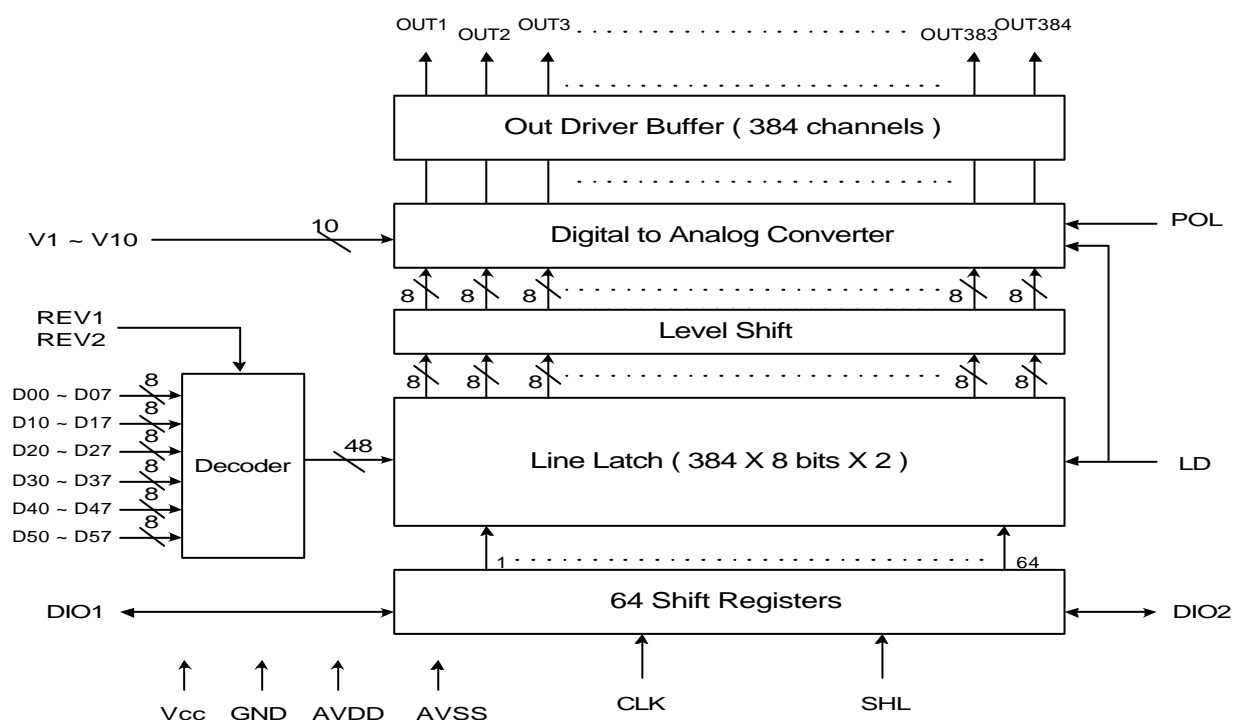 OUT1 OUT2 OUT3 OUT383 OUT384
Out Driver Buffer ( 384 channels )
V1 ~ V10
10
Digital to Analog Converter
POL
8 8 8 8 8
REV1
REV2
Level Shift
8 8 8 8 8
D00 ~ D07 8
D10 ~ D17 8
D20 ~ D27 8
D30 ~ D37 8
D40 ~ D47 8
D50 ~ D57 8
Decoder
48
Line Latch ( 384 X 8 bits X 2 )
LD
1 64
DIO1
64 Shift Registers
DIO2
Vcc GND AVDD AVSS CLK SHL